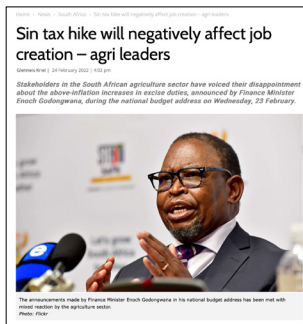 Home › News › South Africa › Sin tax hike will negatively affect job creation – agri leaders
Sin tax hike will negatively affect job
creation – agri leaders
Glenneis Kriel | 24 February 2022 | 4:02 pm
Stakeholders in the South African agriculture sector have voiced their disappointment
about the above-inflation increases in excise duties, announced by Finance Minister
Enoch Godongwana, during the national budget address on Wednesday, 23 February.
The announcements made by Finance Minister Enoch Godongwana in his national budget address has been met with
mixed reaction by the agriculture sector.
Photo: Flickr